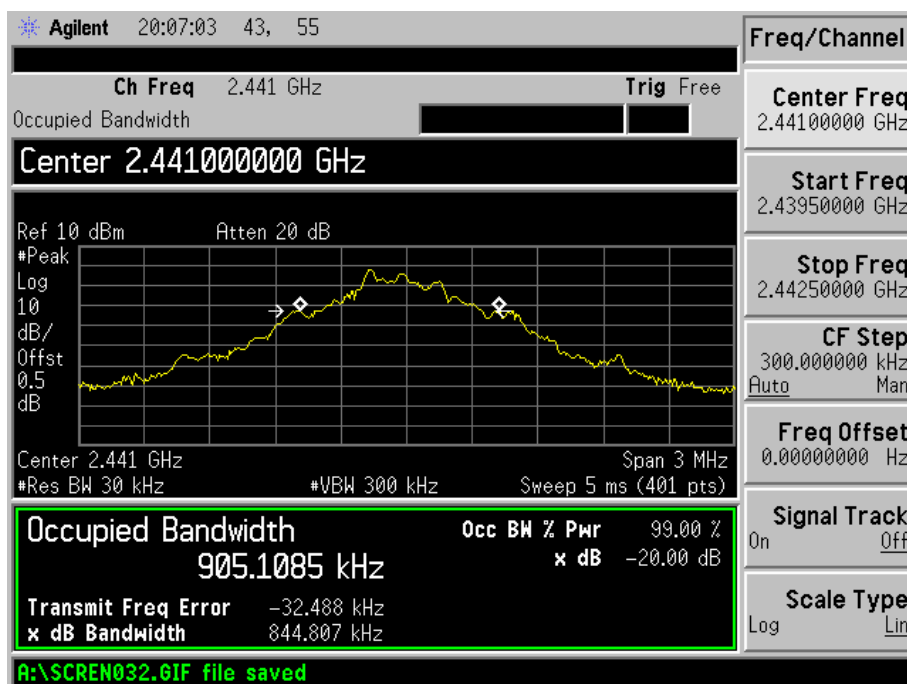 Agilent 20:07:03 43, 55
Freq/Channel
Ch Freq 2.441 GHz Trig Free
Occupied Bandwidth
Center 2.441000000 GHz
Ref 10 dBm Atten 20 dB
#Peak
Log
10
dB/
Offst
0.5
dB
Center 2.441 GHz Span 3 MHz
#Res BW 30 kHz #VBW 300 kHz Sweep 5 ms (401 pts)
Occupied Bandwidth Occ BW % Pwr 99.00 %
905.1085 kHz x dB -20.00 dB
Transmit Freq Error -32.488 kHz
x dB Bandwidth 844.807 kHz
A:\SCREN032.GIF file saved
Center Freq
2.44100000 GHz
Start Freq
2.43950000 GHz
Stop Freq
2.44250000 GHz
CF Step
300.000000 kHz
Auto Man
Freq Offset
0.00000000 Hz
Signal Track
On Off
Scale Type
Log Lin